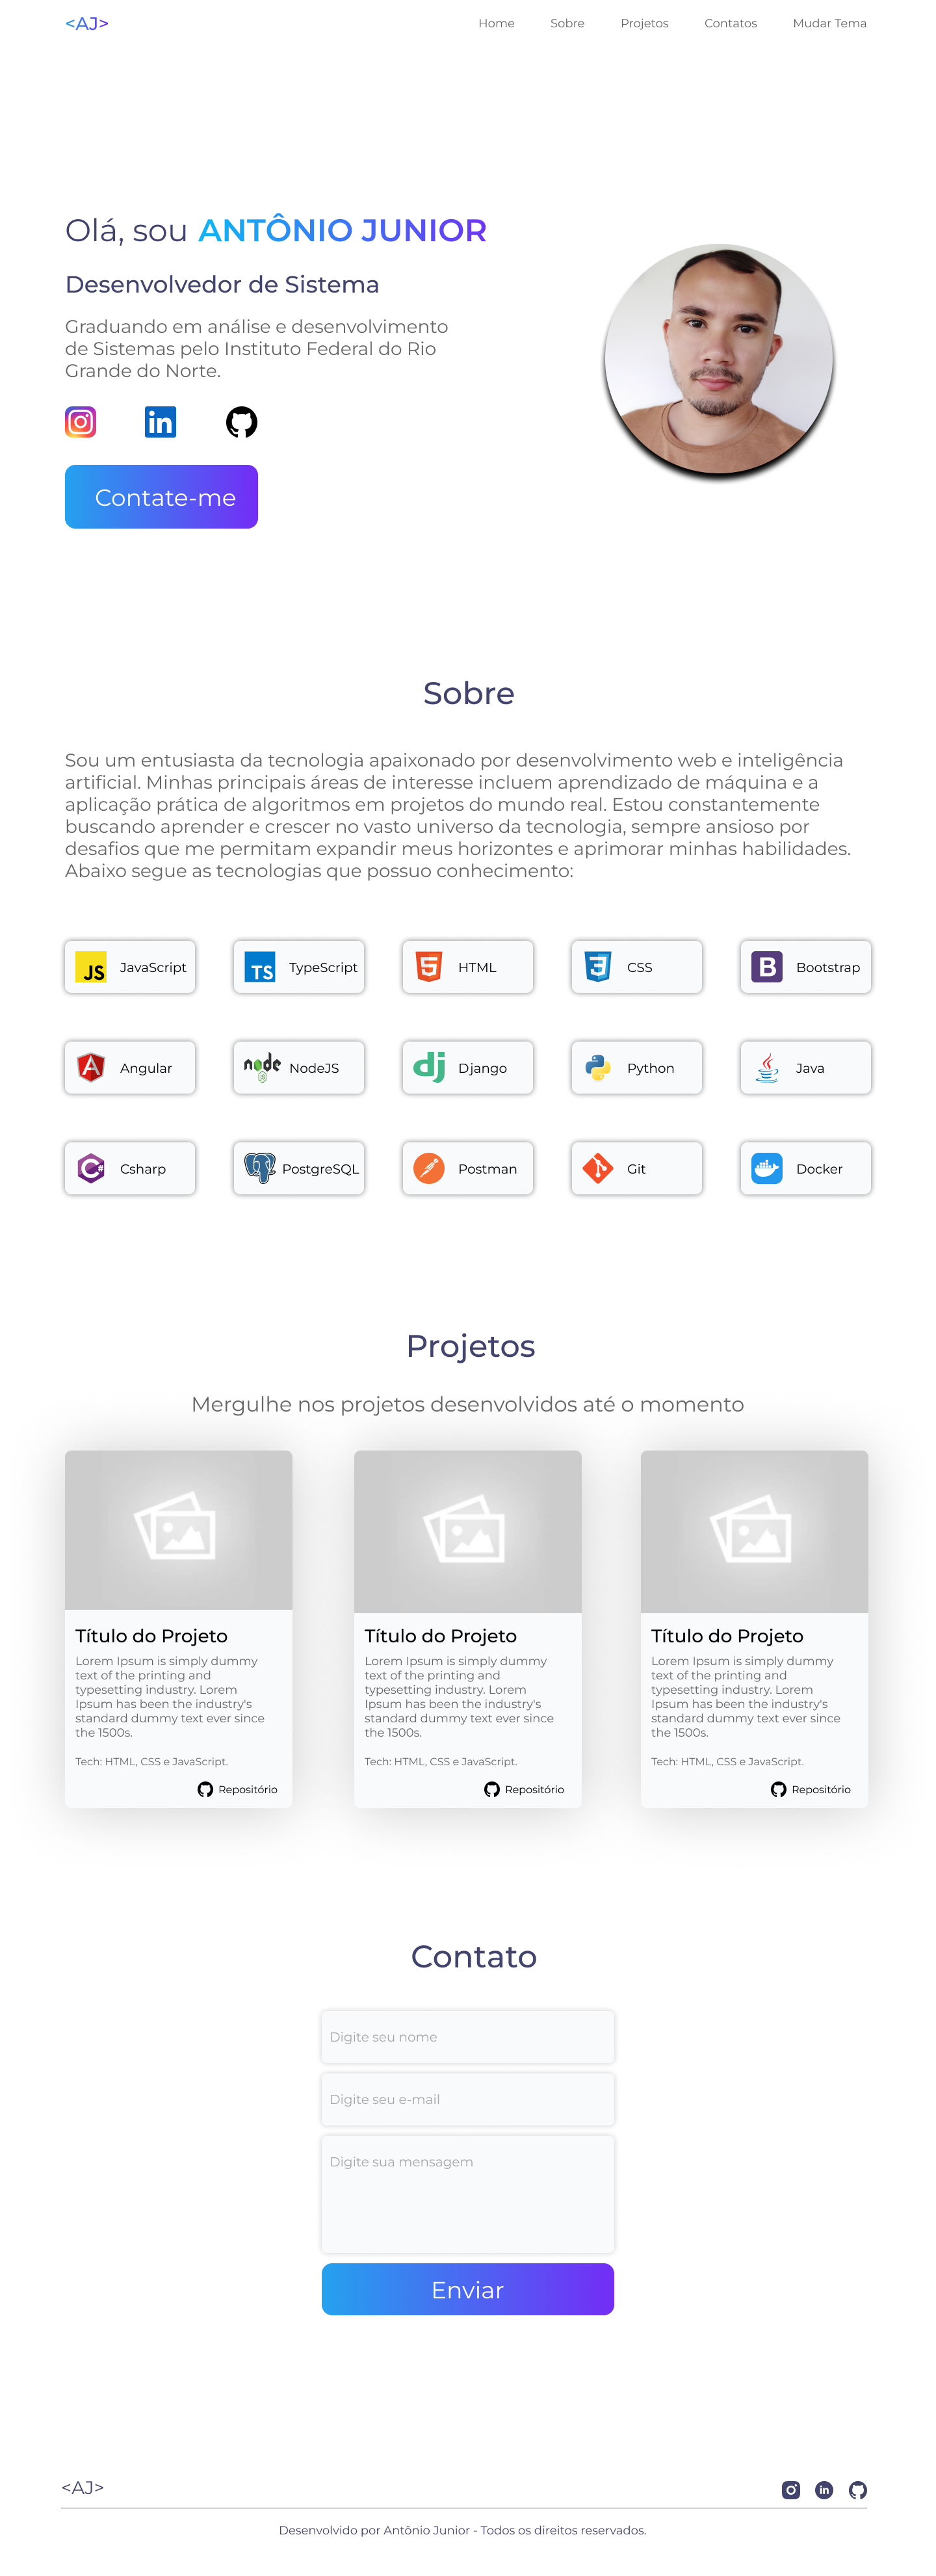 <AJ>
Home Sobre Projetos Contatos Mudar Tema
Olá, sou ANTÔNIO JUNIOR
Desenvolvedor de Sistema
Graduando em análise e desenvolvimento
de Sistemas pelo Instituto Federal do Rio
Grande do Norte.
in
Contate-me
Sobre
Sou um entusiasta da tecnologia apaixonado por desenvolvimento web e inteligência
artificial. Minhas principais áreas de interesse incluem aprendizado de máquina e a
aplicação prática de algoritmos em projetos do mundo real. Estou constantemente
buscando aprender e crescer no vasto universo da tecnologia, sempre ansioso por
desafios que me permitam expandir meus horizontes e aprimorar minhas habilidades.
Abaixo segue as tecnologias que possuo conhecimento:
JS JavaScript
TS TypeScript
5 HTML
3 CSS
B Bootstrap
A Angular
node JS NodeJS
dj Django
Python
Java
C# Csharp
PostgreSQL
Postman
Git
Docker
Projetos
Mergulhe nos projetos desenvolvidos até o momento
Título do Projeto
Lorem Ipsum is simply dummy
text of the printing and
typesetting industry. Lorem
Ipsum has been the industry's
standard dummy text ever since
the 1500s.
Tech: HTML, CSS e JavaScript.
Repositório
Título do Projeto
Lorem Ipsum is simply dummy
text of the printing and
typesetting industry. Lorem
Ipsum has been the industry's
standard dummy text ever since
the 1500s.
Tech: HTML, CSS e JavaScript.
Repositório
Título do Projeto
Lorem Ipsum is simply dummy
text of the printing and
typesetting industry. Lorem
Ipsum has been the industry's
standard dummy text ever since
the 1500s.
Tech: HTML, CSS e JavaScript.
Repositório
Contato
Digite seu nome
Digite seu e-mail
Digite sua mensagem
Enviar
<AJ>
in
Desenvolvido por Antônio Junior - Todos os direitos reservados.